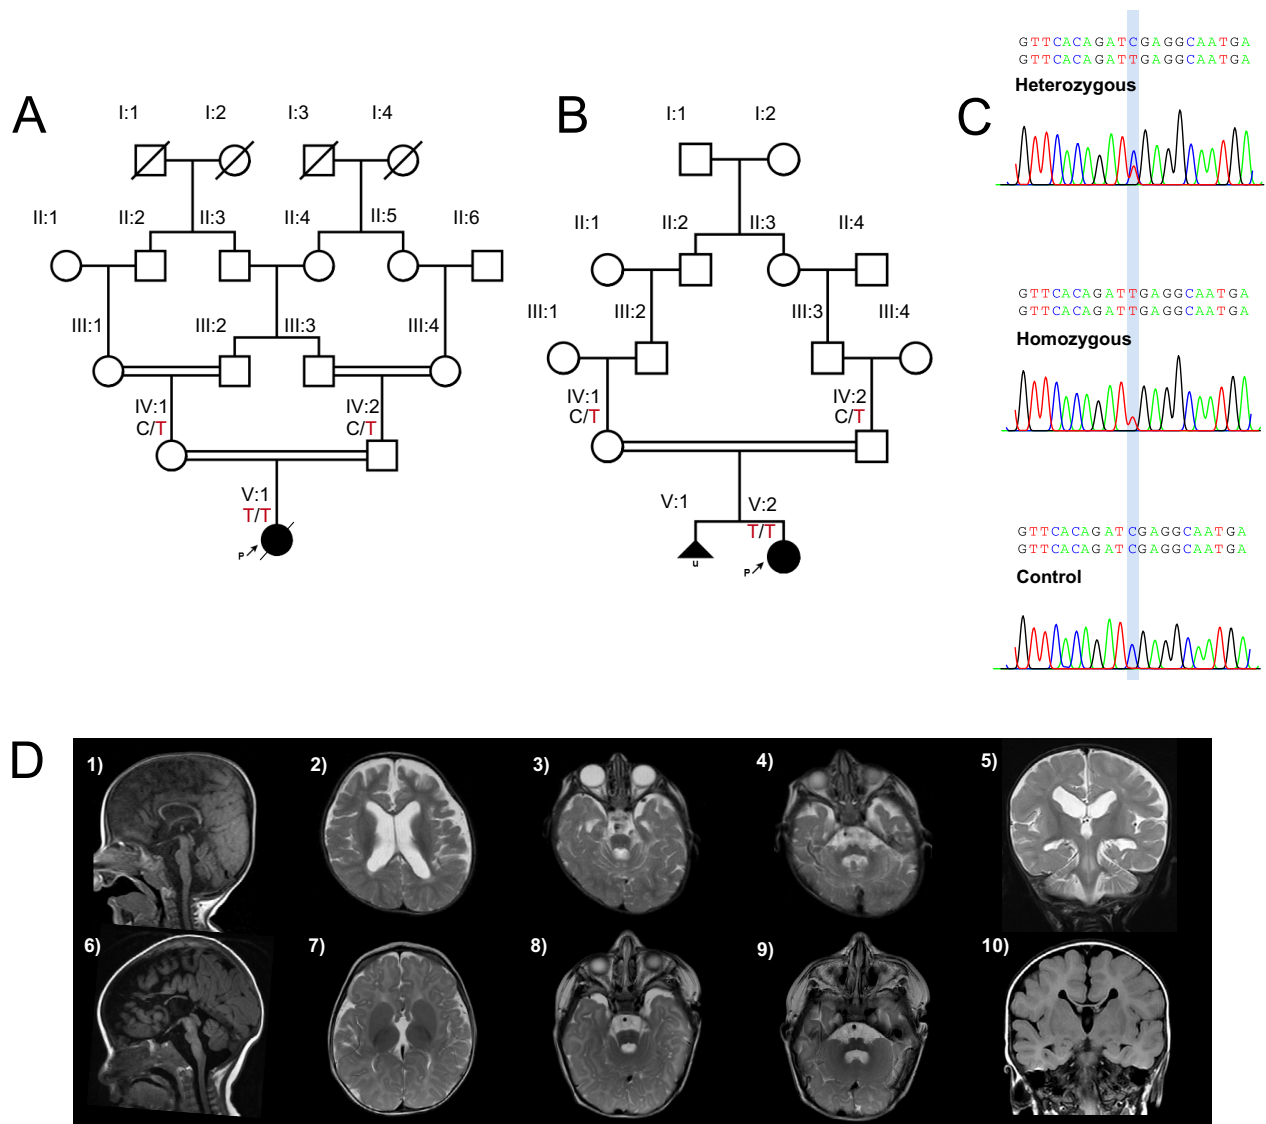 A
I:1 I:2 I:3 I:4
II:1 II:2 II:3 II:4 II:5 II:6
III:1 III:2 III:3 III:4
IV:1 IV:2
C/T C/T
V:1
T/T
P
B
I:1 I:2
II:1 II:2 II:3 II:4
III:1 III:2 III:3 III:4
IV:1 IV:2
C/T C/T
V:1 V:2
T/T
u
P
C
GTTCACAGATCGAGGCAATGA
GTTCACAGATTGAGGCAATGA
Heterozygous
GTTCACAGATTGAGGCAATGA
GTTCACAGATTGAGGCAATGA
Homozygous
GTTCACAGATCGAGGCAATGA
GTTCACAGATCGAGGCAATGA
Control
D
1) 2) 3) 4) 5)
6) 7) 8) 9) 10)